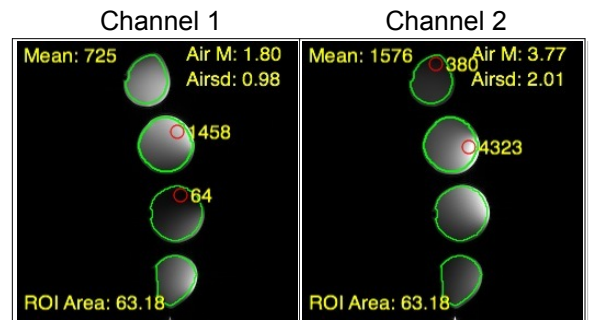 Channel 1
Channel 2
Mean: 725
Air M: 1.80
Airsd: 0.98
1458
64
ROI Area: 63.18
Mean: 1576
Air M: 3.77
380
Airsd: 2.01
4323
ROI Area: 63.18